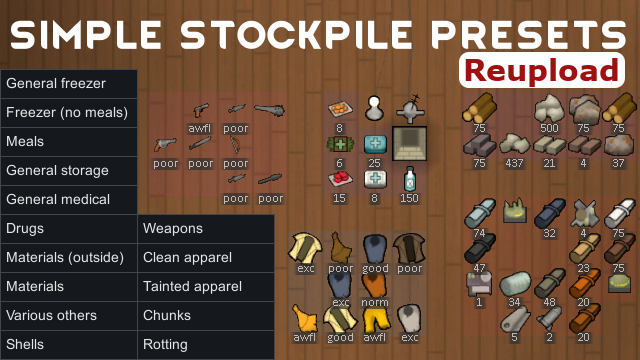 SIMPLE STOCKPILE PRESETS
Reupload
General freezer
Freezer (no meals)
Meals
General storage
General medical
Drugs
Weapons
Materials (outside)
Clean apparel
Materials
Tainted apparel
Various others
Chunks
Shells
Rotting
awfl poor
poor poor poor
poor poor
8
6 25
15 8 150
75 500 75 75
75 437 21 4 37
74 32 4 75
47 23 75
1 34 48 20
5 2 20
exc poor good poor
exc norm
awfl good awfl exc